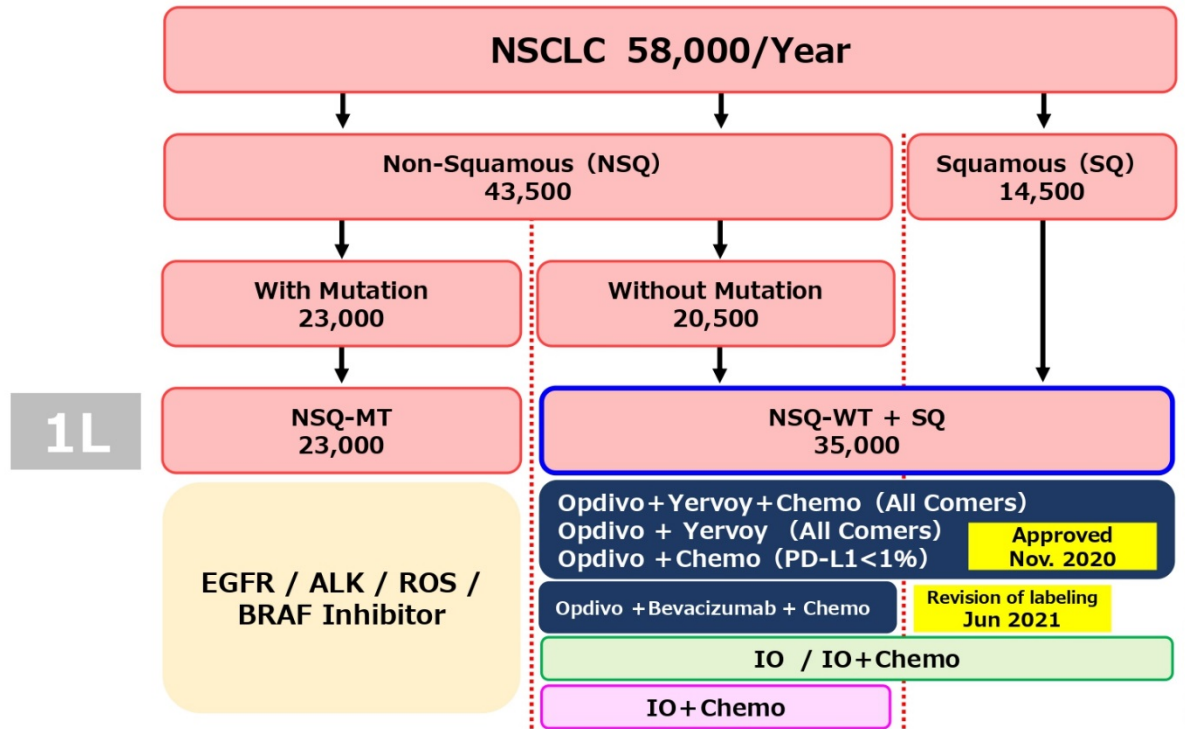 NSCLC 58,000/Year
Non-Squamous（NSQ）
43,500
Squamous（SQ）
14,500
With Mutation
23,000
Without Mutation
20,500
1L
NSQ-MT
23,000
NSQ-WT + SQ
35,000
EGFR / ALK / ROS /
BRAF Inhibitor
Opdivo+Yervoy+Chemo（All Comers）
Opdivo + Yervoy （All Comers）
Opdivo +Chemo（PD-L1<1%）
Approved
Nov. 2020
Opdivo +Bevacizumab + Chemo
Revision of labeling
Jun 2021
IO / IO+Chemo
IO+Chemo